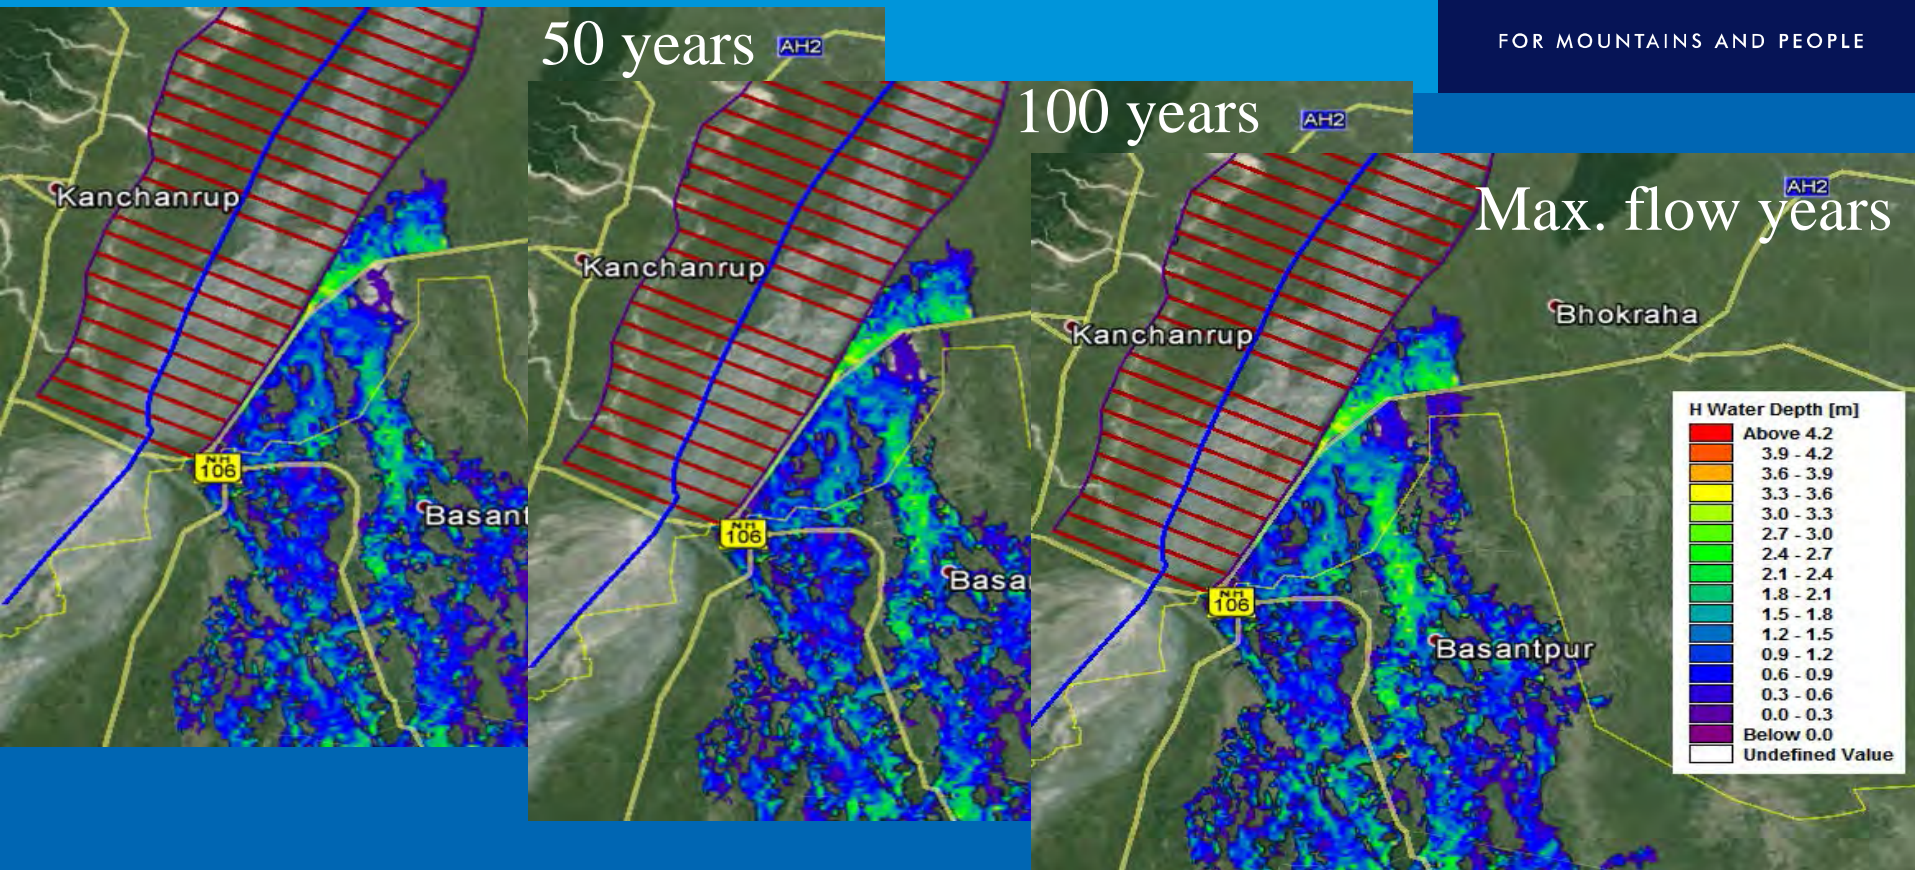 FOR MOUNTAINS AND PEOPLE
50 years
AH2
Kanchanrup
NH
106
Basant
100 years
AH2
Kanchanrup
NH
106
Basa
Max. flow years
AH2
Bhokraha
Kanchanrup
NH
106
Basantpur
H Water Depth [m]
Above 4.2
3.9 - 4.2
3.6 - 3.9
3.3 - 3.6
3.0 - 3.3
2.7 - 3.0
2.4 - 2.7
2.1 - 2.4
1.8 - 2.1
1.5 - 1.8
1.2 - 1.5
0.9 - 1.2
0.6 - 0.9
0.3 - 0.6
0.0 - 0.3
Below 0.0
Undefined Value